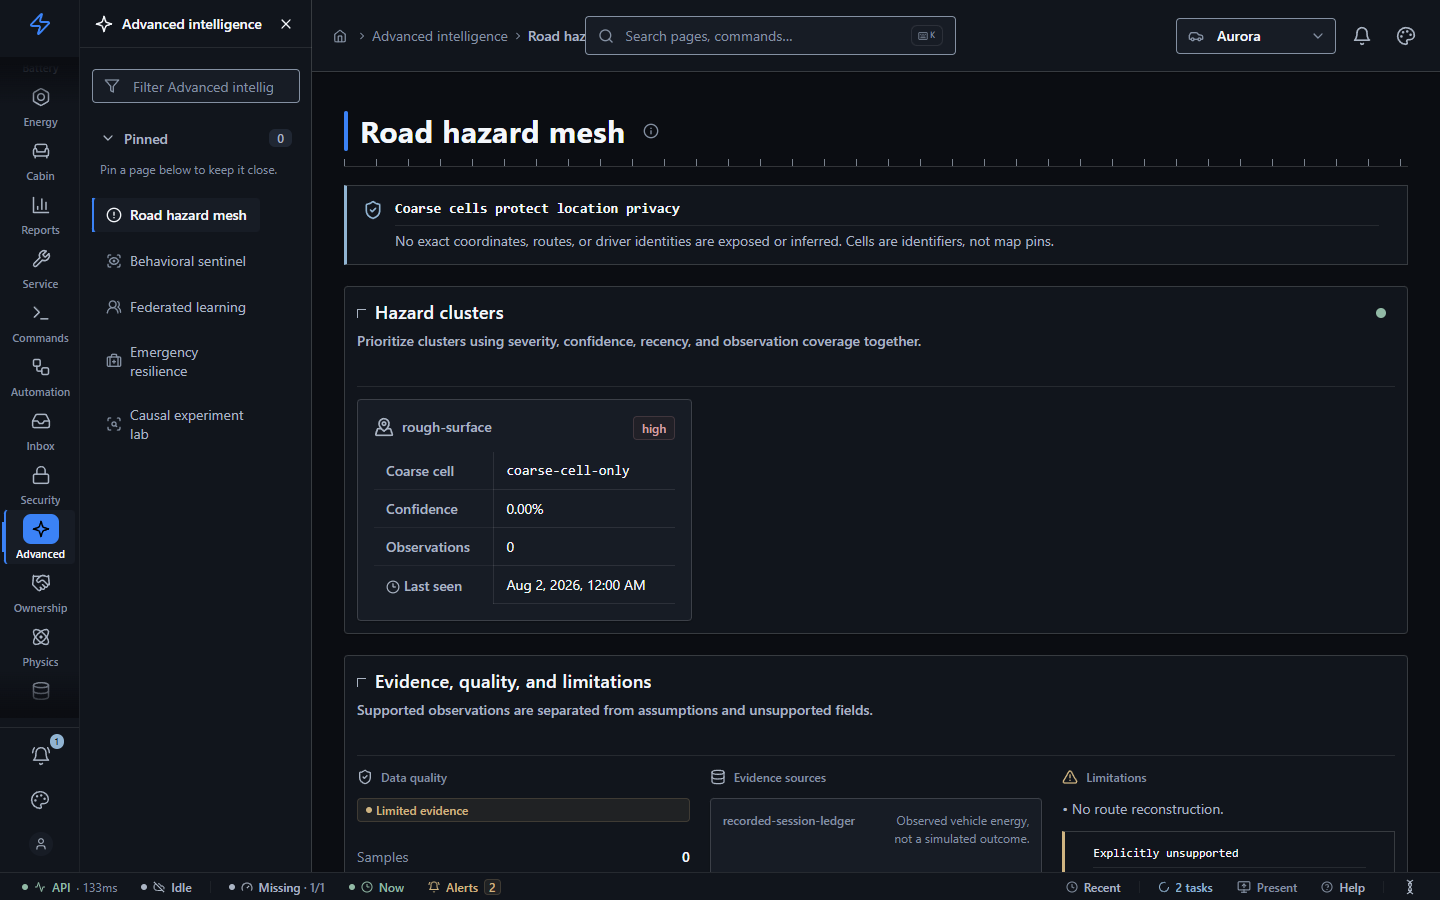 Advanced intelligence
Advanced intelligence
Road haz
Search pages, commands...
K
Aurora
Battery
Energy
Cabin
Reports
Service
Commands
Automation
Inbox
Security
Advanced
Ownership
Physics
1
Filter Advanced intellig
Pinned
0
Pin a page below to keep it close.
Road hazard mesh
Behavioral sentinel
Federated learning
Emergency
resilience
Causal experiment
lab
Road hazard mesh
Coarse cells protect location privacy
No exact coordinates, routes, or driver identities are exposed or inferred. Cells are identifiers, not map pins.
Hazard clusters
Prioritize clusters using severity, confidence, recency, and observation coverage together.
rough-surface
high
Coarse cell
coarse-cell-only
Confidence
0.00%
Observations
0
Last seen
Aug 2, 2026, 12:00 AM
Evidence, quality, and limitations
Supported observations are separated from assumptions and unsupported fields.
Data quality
Limited evidence
Samples
0
Evidence sources
recorded-session-ledger
Observed vehicle energy,
not a simulated outcome.
Limitations
• No route reconstruction.
Explicitly unsupported
API · 133ms
Idle
Missing · 1/1
Now
Alerts
2
Recent
2 tasks
Present
Help